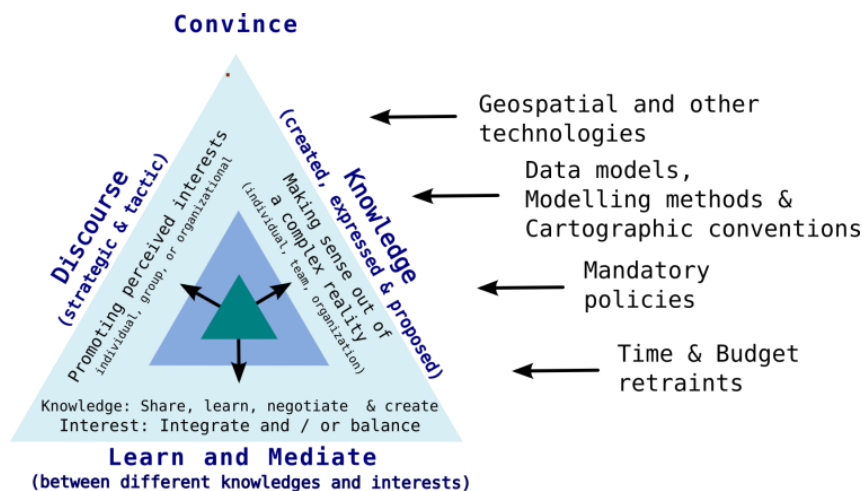 Convince
Discourse
(strategic & tactic)
Promoting perceived interests
individual, group, or organizational
Knowledge
(created, expressed & proposed)
Making sense out of
a complex reality
(individual, team, organization)
Geospatial and other
technologies
Data models,
Modelling methods &
Cartographic conventions
Mandatory
policies
Time & Budget
retraints
Knowledge: Share, learn, negotiate & create
Interest: Integrate and / or balance
Learn and Mediate
(between different knowledges and interests)